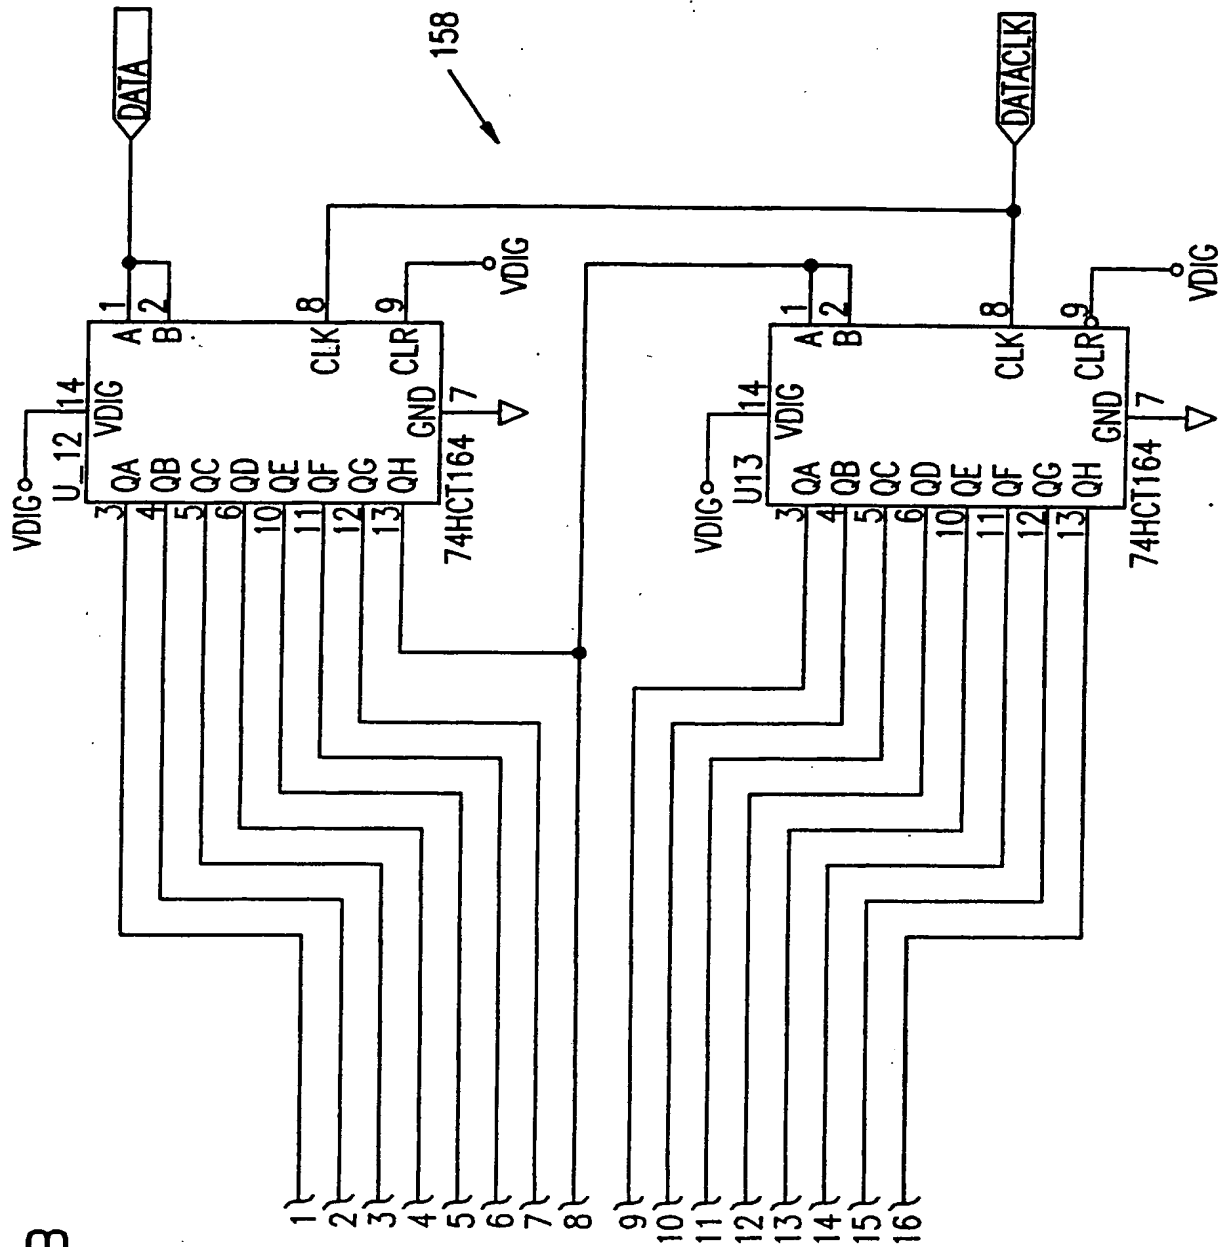 DATA
158
DATACLK
VDIG
U_12
14
VDIG
1
A
2
B
8
CLK
9
CLR
VDIG
GND
7
74HCT164
QA
3
QB
4
QC
5
QD
6
QE
10
QF
11
QG
12
QH
13
VDIG
U13
14
VDIG
1
A
2
B
8
CLK
9
CLR
VDIG
GND
7
74HCT164
QA
3
QB
4
QC
5
QD
6
QE
10
QF
11
QG
12
QH
13
1
2
3
4
5
6
7
8
9
10
11
12
13
14
15
16
B